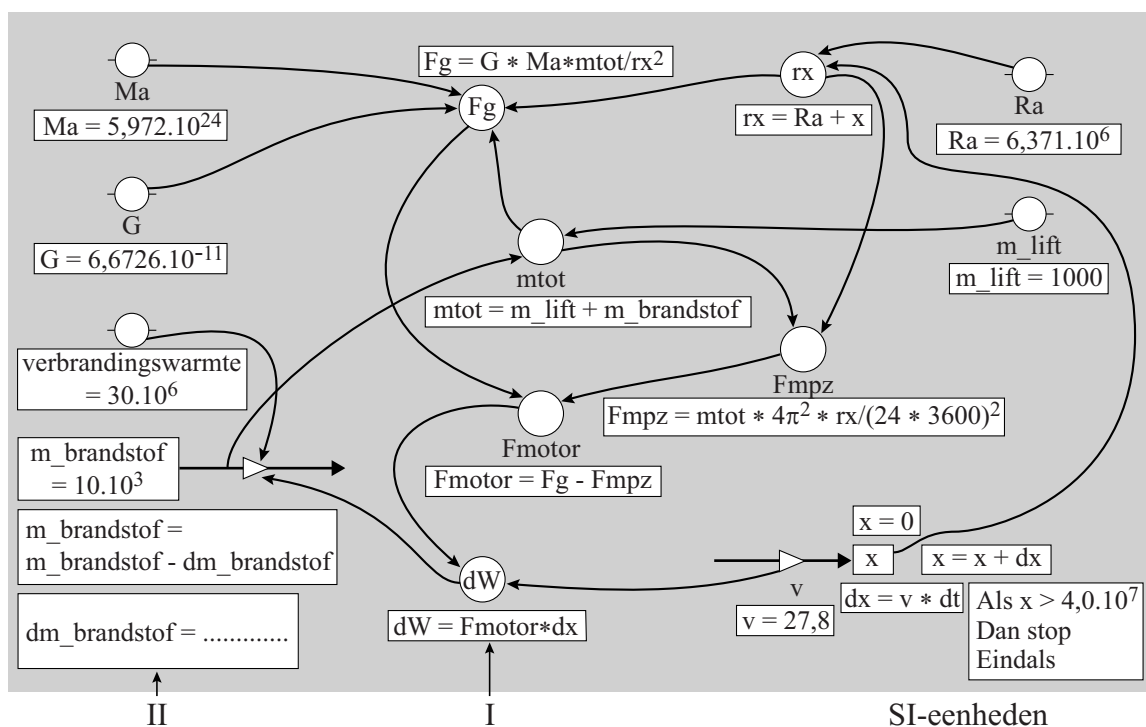 Ma
Ma = 5,972.10^24
G
G = 6,6726.10^-11
verbrandingswarmte
= 30.10^6
m_brandstof
= 10.10^3
m_brandstof =
m_brandstof - dm_brandstof
dm_brandstof = .............
II
Fg = G * Ma*mtot/rx^2
Fg
mtot
mtot = m_lift + m_brandstof
Fmotor
Fmotor = Fg - Fmpz
dW
dW = Fmotor*dx
I
rx
rx = Ra + x
Ra
Ra = 6,371.10^6
m_lift
m_lift = 1000
Fmpz
Fmpz = mtot * 4π^2 * rx/(24 * 3600)^2
v
v = 27,8
x = 0
x
x = x + dx
dx = v * dt
Als x > 4,0.10^7
Dan stop
Eindals
SI-eenheden